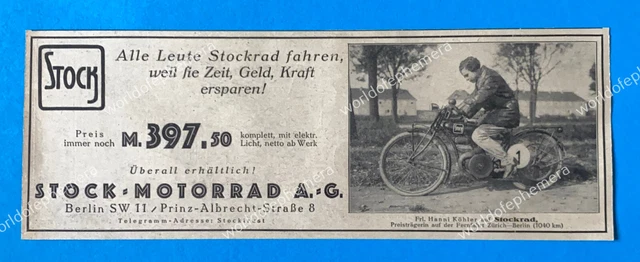 STOCK
Alle Leute Stockrad fahren,
weil sie Zeit, Geld, Kraft
ersparen!
Preis
immer noch
M. 397,50
komplett, mit elektr.
Licht, netto ab Werk
Überall erhältlich!
STOCK-MOTORRAD A.-G.
Berlin SW 11 / Prinz-Albrecht-Straße 8
Telegramm-Adresse:
Frl. Hanni Köhler auf Stockrad,
Preisträgerin auf der Fernfahrt Zürich—Berlin (1040 km)
worldofephemera